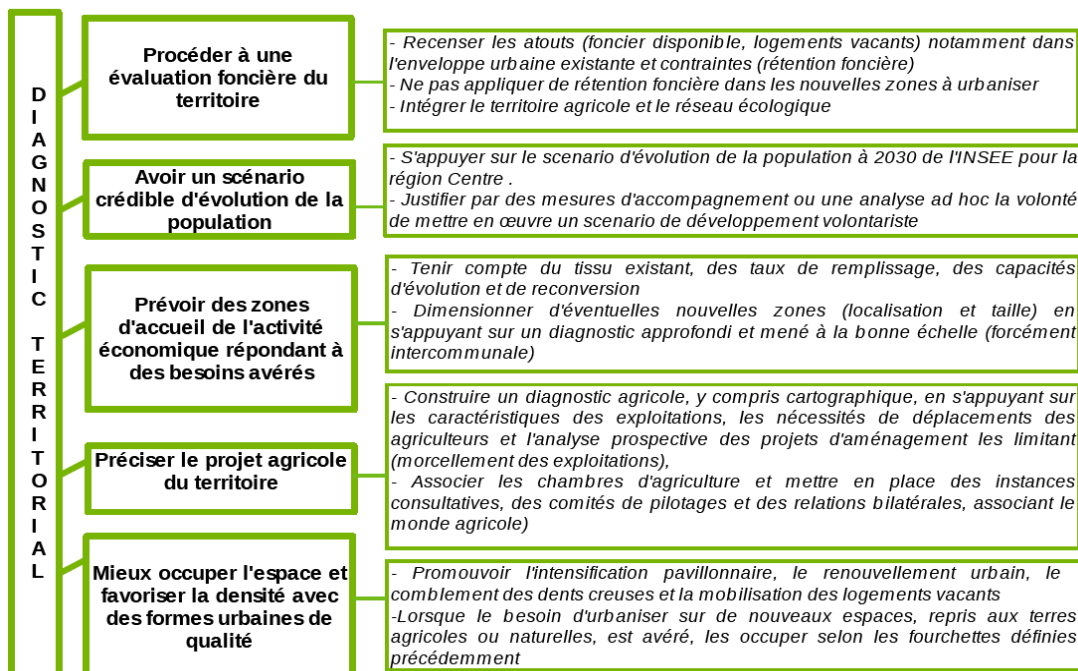 DIAGNOSTIC TERRITORIAL
Procéder à une
évaluation foncière du
territoire
- Recenser les atouts (foncier disponible, logements vacants) notamment dans
l'enveloppe urbaine existante et contraintes (rétention foncière)
- Ne pas appliquer de rétention foncière dans les nouvelles zones à urbaniser
- Intégrer le territoire agricole et le réseau écologique
Avoir un scénario
crédible d'évolution de la
population
- S'appuyer sur le scenario d'évolution de la population à 2030 de l'INSEE pour la
région Centre .
- Justifier par des mesures d'accompagnement ou une analyse ad hoc la volonté
de mettre en œuvre un scenario de développement volontariste
Prévoir des zones
d'accueil de l'activité
économique répondant à
des besoins avérés
- Tenir compte du tissu existant, des taux de remplissage, des capacités
d'évolution et de reconversion
- Dimensionner d'éventuelles nouvelles zones (localisation et taille) en
s'appuyant sur un diagnostic approfondi et mené à la bonne échelle (forcément
intercommunale)
Préciser le projet agricole
du territoire
- Construire un diagnostic agricole, y compris cartographique, en s'appuyant sur
les caractéristiques des exploitations, les nécessités de déplacements des
agriculteurs et l'analyse prospective des projets d'aménagement les limitant
(morcellement des exploitations),
- Associer les chambres d'agriculture et mettre en place des instances
consultatives, des comités de pilotages et des relations bilatérales, associant le
monde agricole)
Mieux occuper l'espace et
favoriser la densité avec
des formes urbaines de
qualité
- Promouvoir l'intensification pavillonnaire, le renouvellement urbain, le
comblement des dents creuses et la mobilisation des logements vacants
-Lorsque le besoin d'urbaniser sur de nouveaux espaces, repris aux terres
agricoles ou naturelles, est avéré, les occuper selon les fourchettes définies
précédemment